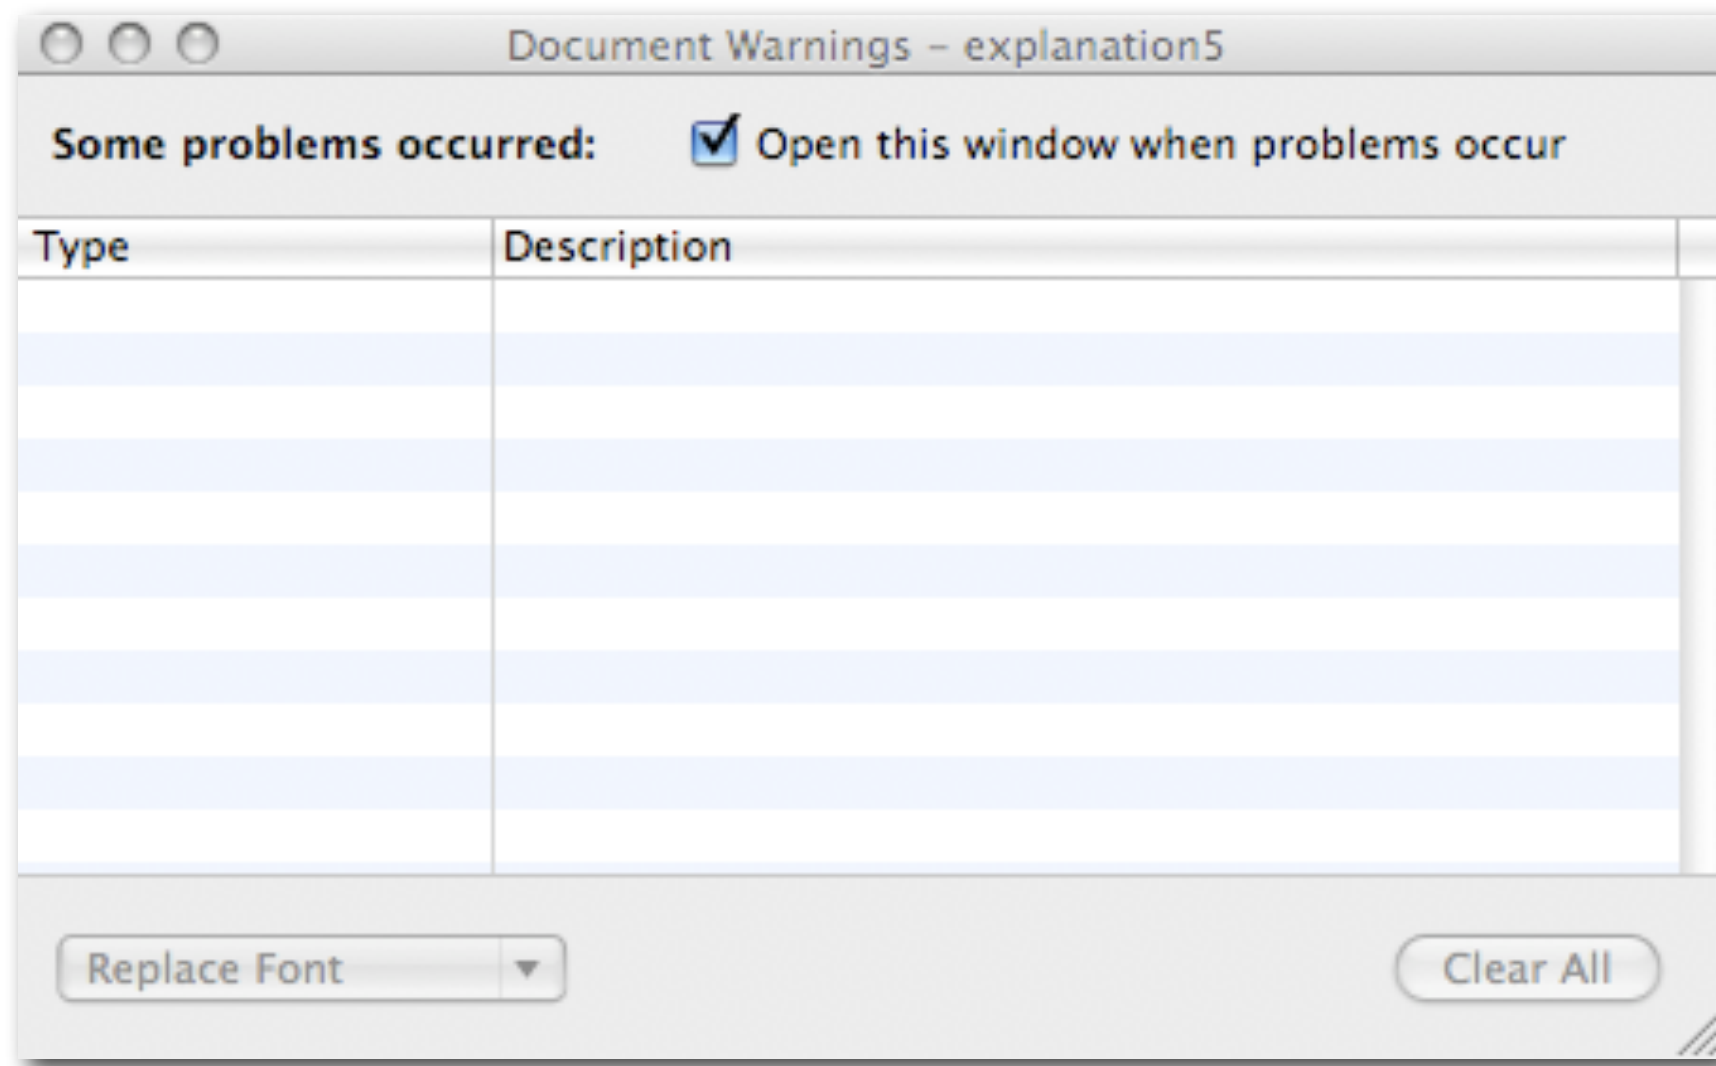 Document Warnings – explanation5
Some problems occurred: Open this window when problems occur
Type Description
Replace Font Clear All